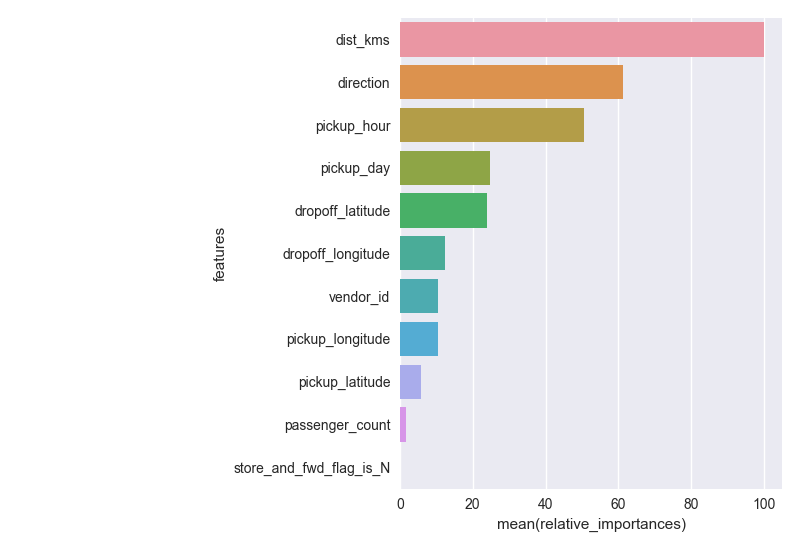 dist_kms
direction
pickup_hour
pickup_day
dropoff_latitude
dropoff_longitude
vendor_id
pickup_longitude
pickup_latitude
passenger_count
store_and_fwd_flag_is_N
features
0 20 40 60 80 100
mean(relative_importances)